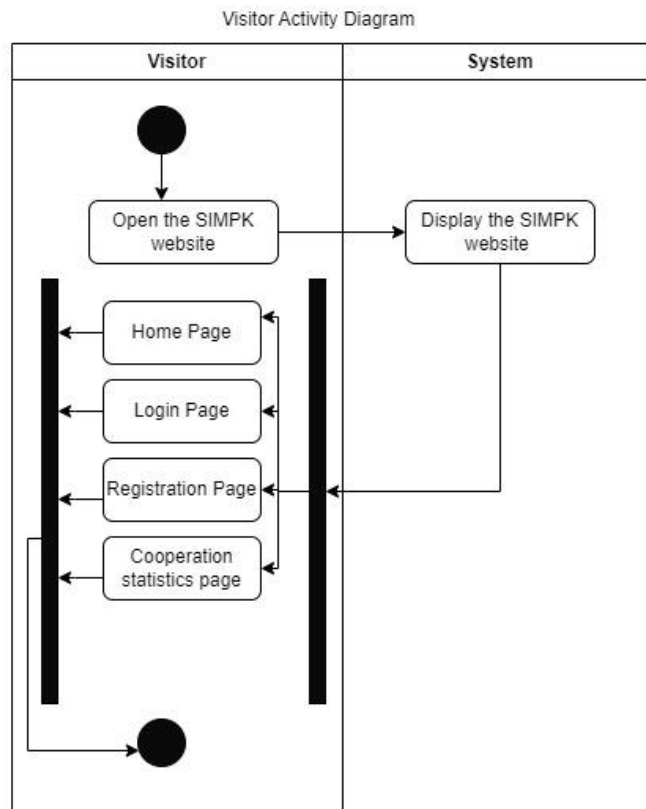 Visitor Activity Diagram
Visitor
System
Open the SIMPK
website
Display the SIMPK
website
Home Page
Login Page
Registration Page
Cooperation
statistics page